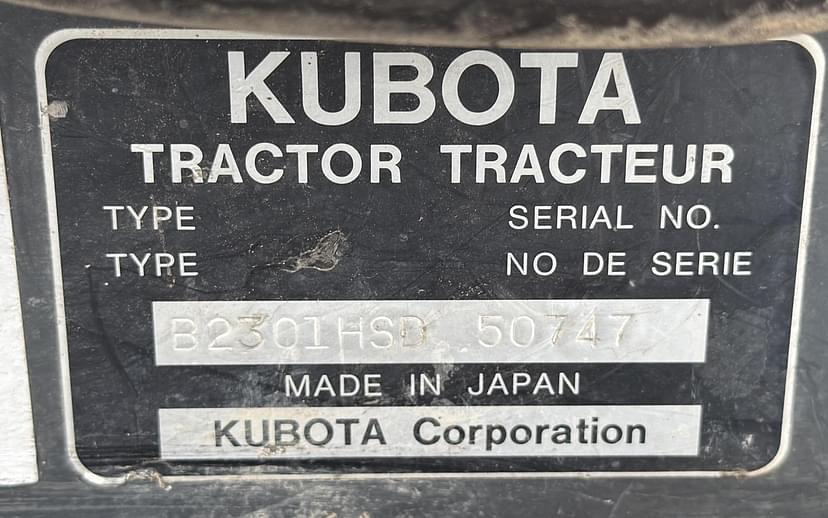 KUBOTA
TRACTOR TRACTEUR
TYPE SERIAL NO.
TYPE NO DE SERIE
B2301HSD 50747
MADE IN JAPAN
KUBOTA Corporation